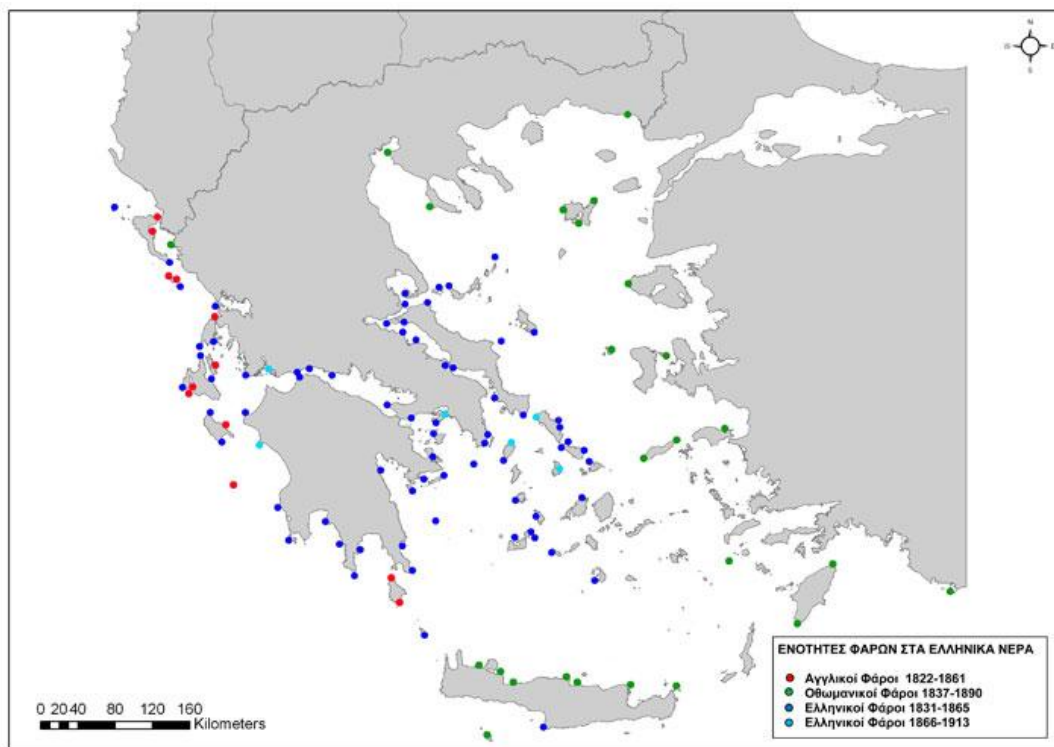 N
W E
S
ΕΝΟΤΗΤΕΣ ΦΑΡΩΝ ΣΤΑ ΕΛΛΗΝΙΚΑ ΝΕΡΑ
Αγγλικοί Φάροι 1822-1861
Οθωμανικοί Φάροι 1837-1890
Ελληνικοί Φάροι 1831-1865
Ελληνικοί Φάροι 1866-1913
0 20 40 80 120 160
Kilometers